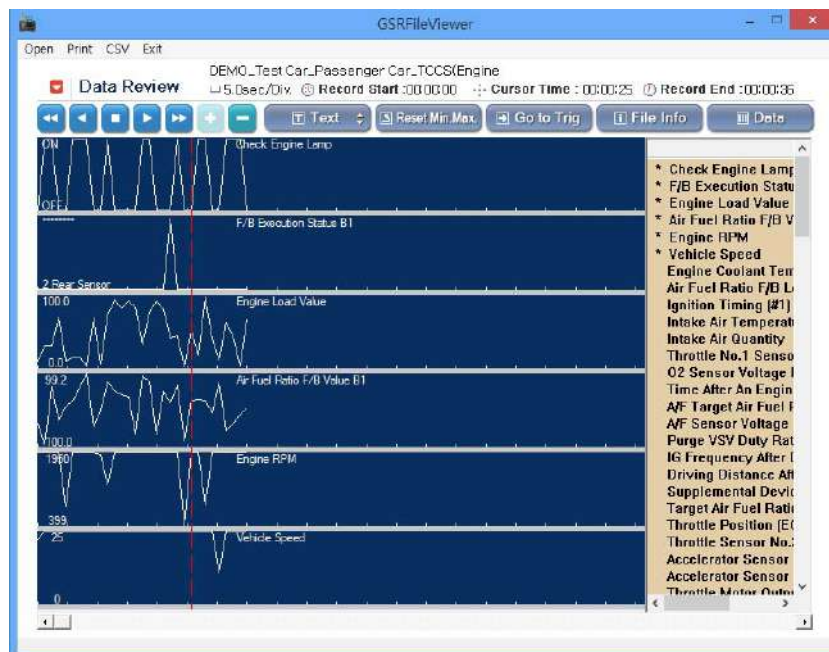 GSRFileViewer
Open Print CSV Exit
DEMO_Test Car_Passenger Car_TCCS(Engine
Data Review
5.0sec/Div. Record Start :00:00:00 Cursor Time : 00:00:25 Record End :00:00:36
Text Reset Min.Max. Go to Trig File Info Data
ON Check Engine Lamp
OFF
******** F/B Execution Status B1
2 Rear Sensor
100.0 Engine Load Value
0.0
99.2 Air Fuel Ratio F/B Value B1
-100.0
Engine RPM
399
25 Vehicle Speed
0
* Check Engine Lamp
* F/B Execution Statu
* Engine Load Value
* Air Fuel Ratio F/B V
* Engine RPM
* Vehicle Speed
Engine Coolant Tem
Air Fuel Ratio F/B L
Ignition Timing (#1)
Intake Air Temperat
Intake Air Quantity
Throttle No.1 Senso
O2 Sensor Voltage
Time After An Engin
A/F Target Air Fuel
A/F Sensor Voltage
Purge VSV Duty Rat
IG Frequency After
Driving Distance Aft
Supplemental Devic
Target Air Fuel Rati
Throttle Position (E
Throttle Sensor No.
Accelerator Sensor
Accelerator Sensor
Throttle Motor Outp